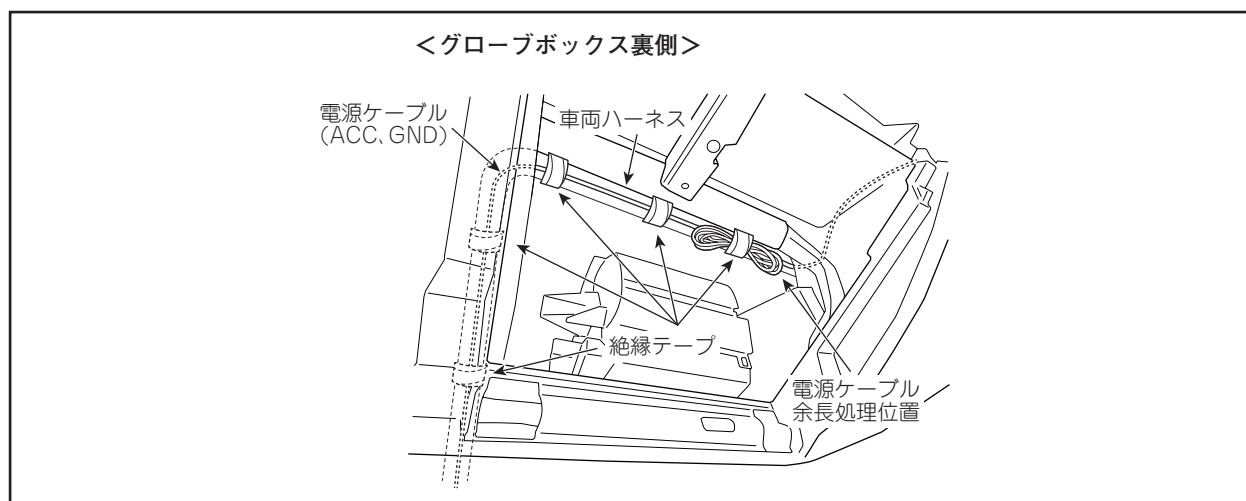 ＜グローブボックス裏側＞
電源ケーブル
（ACC、GND）
車両ハーネス
絶縁テープ
電源ケーブル
余長処理位置